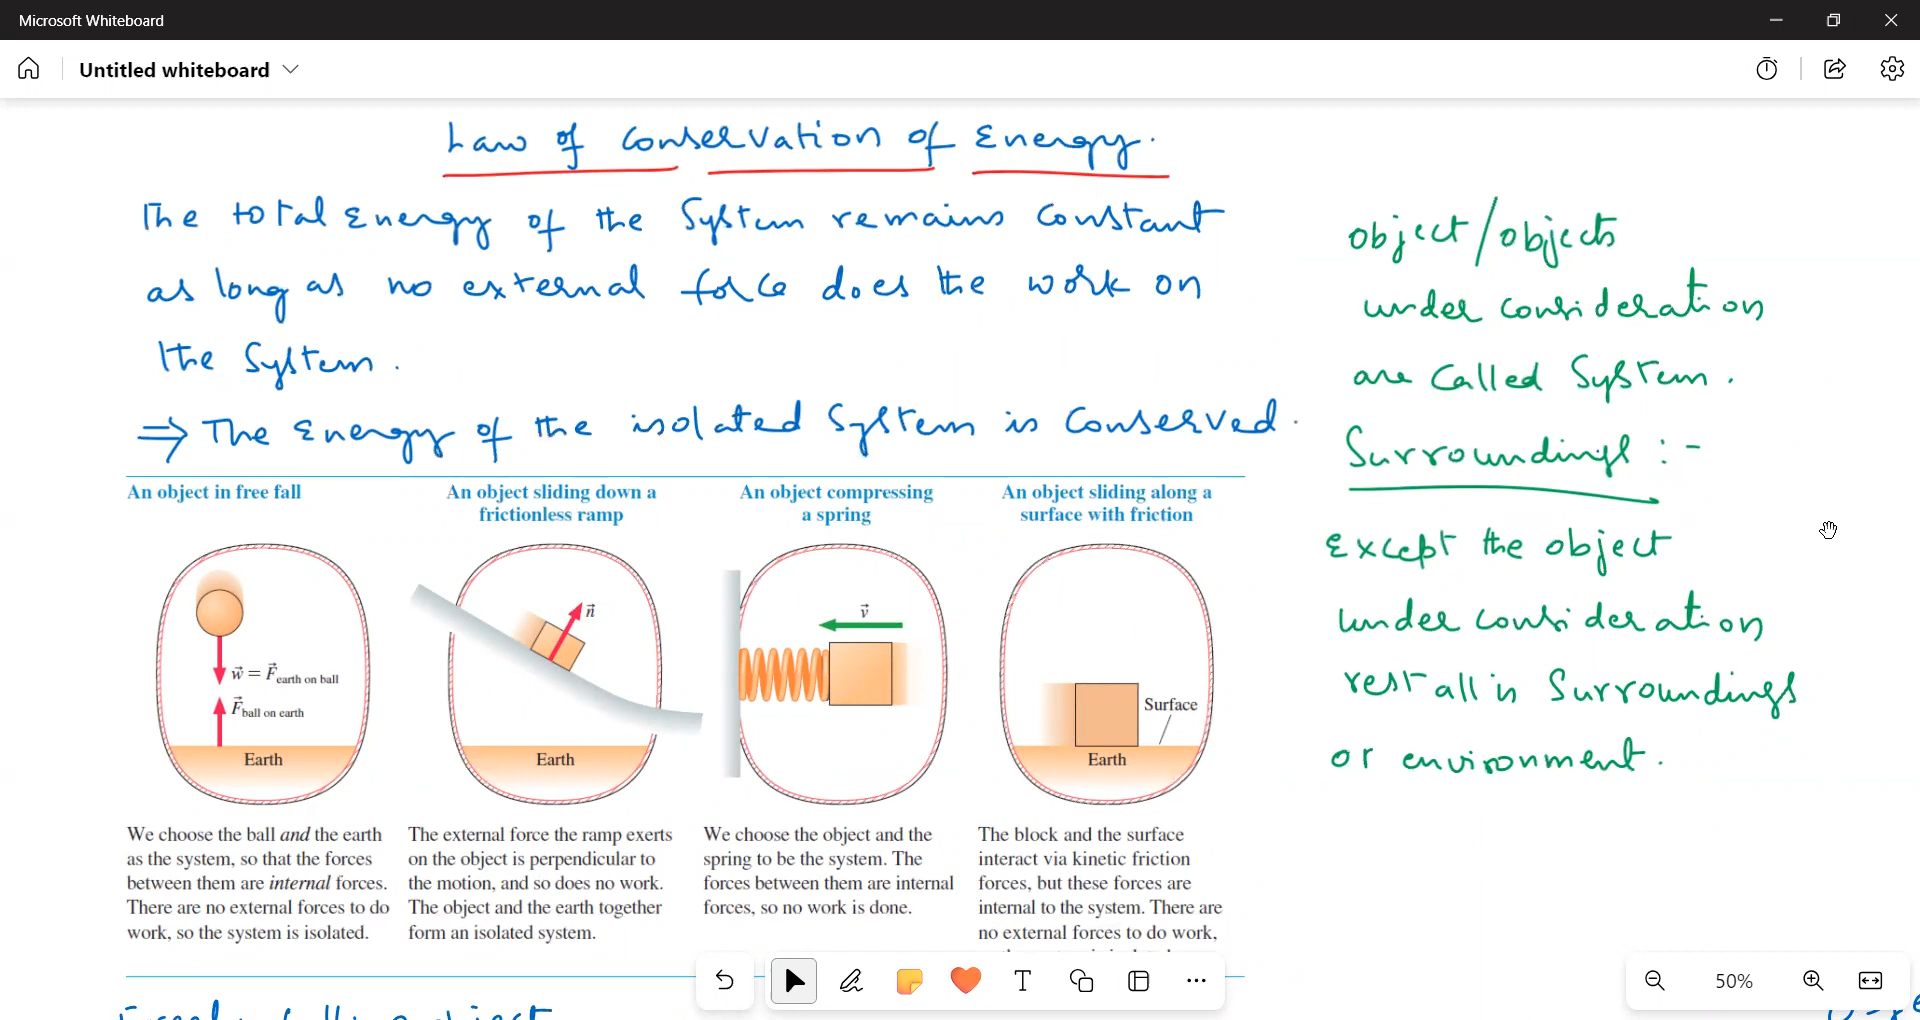 Microsoft Whiteboard
Untitled whiteboard
Law of Conservation of Energy.
The total Energy of the System remains Constant
as long as no external force does the work on
the System.
⇒ The Energy of the isolated System is Conserved.
object/objects
under consideration
are Called System.
Surroundings :-
Except the object
under consideration
rest all is Surroundings
or environment.
An object in free fall
w⃗ = F⃗ earth on ball
F⃗ ball on earth
Earth
We choose the ball and the earth
as the system, so that the forces
between them are internal forces.
There are no external forces to do
work, so the system is isolated.
An object sliding down a
frictionless ramp
n⃗
Earth
The external force the ramp exerts
on the object is perpendicular to
the motion, and so does no work.
The object and the earth together
form an isolated system.
An object compressing
a spring
v⃗
We choose the object and the
spring to be the system. The
forces between them are internal
forces, so no work is done.
An object sliding along a
surface with friction
Surface
Earth
The block and the surface
interact via kinetic friction
forces, but these forces are
internal to the system. There are
no external forces to do work,
T
50%